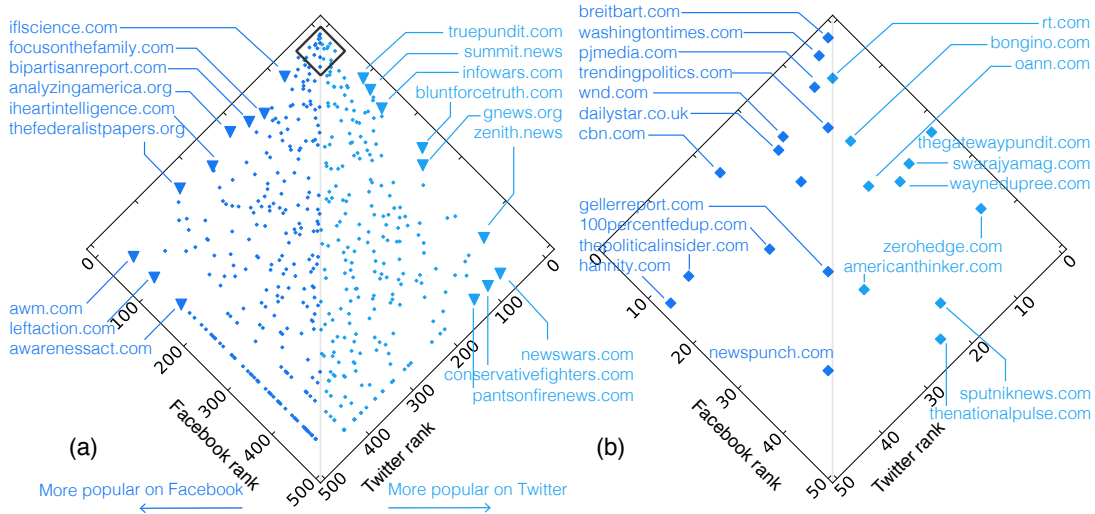 iflscience.com
focusonthefamily.com
bipartisanreport.com
analyzingamerica.org
iheartintelligence.com
thefederalistpapers.org
truepundit.com
summit.news
infowars.com
bluntforcetruth.com
gnews.org
zenith.news
awm.com
leftaction.com
awarenessact.com
newswars.com
conservativefighters.com
pantsonfirenews.com
0
100
200
300
400
500
Facebook rank
0
100
200
300
400
500
Twitter rank
(a)
More popular on Facebook
More popular on Twitter
breitbart.com
washingtontimes.com
pjmedia.com
trendingpolitics.com
wnd.com
dailystar.co.uk
cbn.com
gellerreport.com
100percentfedup.com
thepoliticalinsider.com
hannity.com
newspunch.com
rt.com
bongino.com
oann.com
thegatewaypundit.com
swarajyamag.com
waynedupree.com
zerohedge.com
americanthinker.com
sputniknews.com
thenationalpulse.com
0
10
20
30
40
50
Facebook rank
0
10
20
30
40
50
Twitter rank
(b)